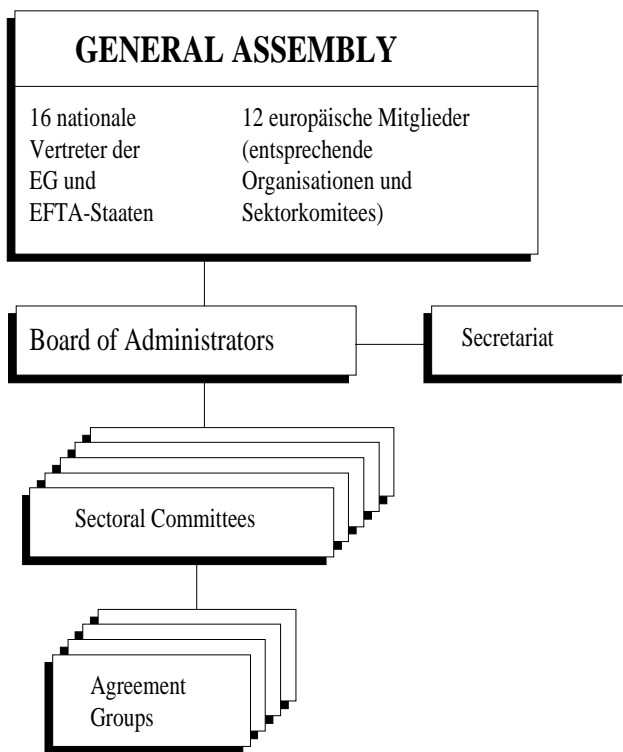 GENERAL ASSEMBLY
16 nationale
Vertreter der
EG und
EFTA-Staaten
12 europäische Mitglieder
(entsprechende
Organisationen und
Sektorkomitees)
Board of Administrators
Secretariat
Sectoral Committees
Agreement
Groups